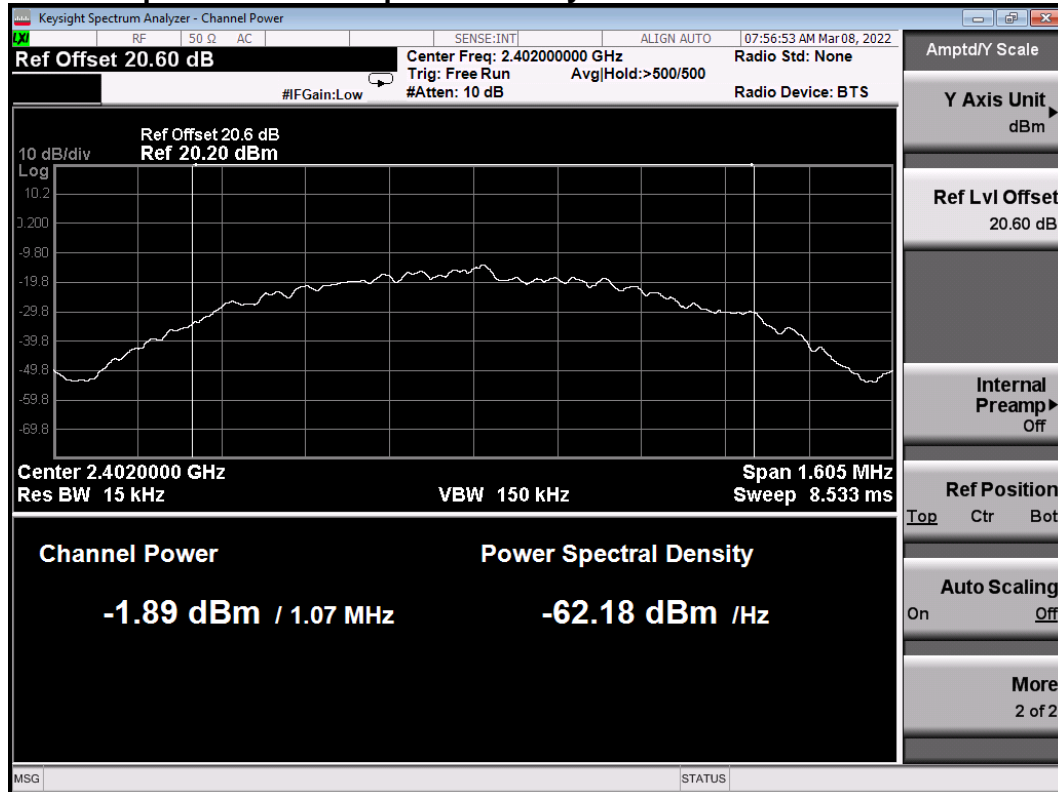 Keysight Spectrum Analyzer - Channel Power
LXI RF 50 Ω AC SENSE:INT ALIGN AUTO 07:56:53 AM Mar 08, 2022
Ref Offset 20.60 dB
Center Freq: 2.402000000 GHz
Radio Std: None
Trig: Free Run Avg|Hold:>500/500
#IFGain:Low #Atten: 10 dB
Radio Device: BTS
Ref Offset 20.6 dB
10 dB/div Ref 20.20 dBm
Log
10.2
0.200
-9.80
-19.8
-29.8
-39.8
-49.8
-59.8
-69.8
Center 2.4020000 GHz Span 1.605 MHz
Res BW 15 kHz VBW 150 kHz Sweep 8.533 ms
Channel Power Power Spectral Density
-1.89 dBm / 1.07 MHz -62.18 dBm /Hz
Amptd/Y Scale
Y Axis Unit
dBm
Ref Lvl Offset
20.60 dB
Internal
Preamp
Off
Ref Position
Top Ctr Bot
Auto Scaling
On Off
More
2 of 2
MSG STATUS